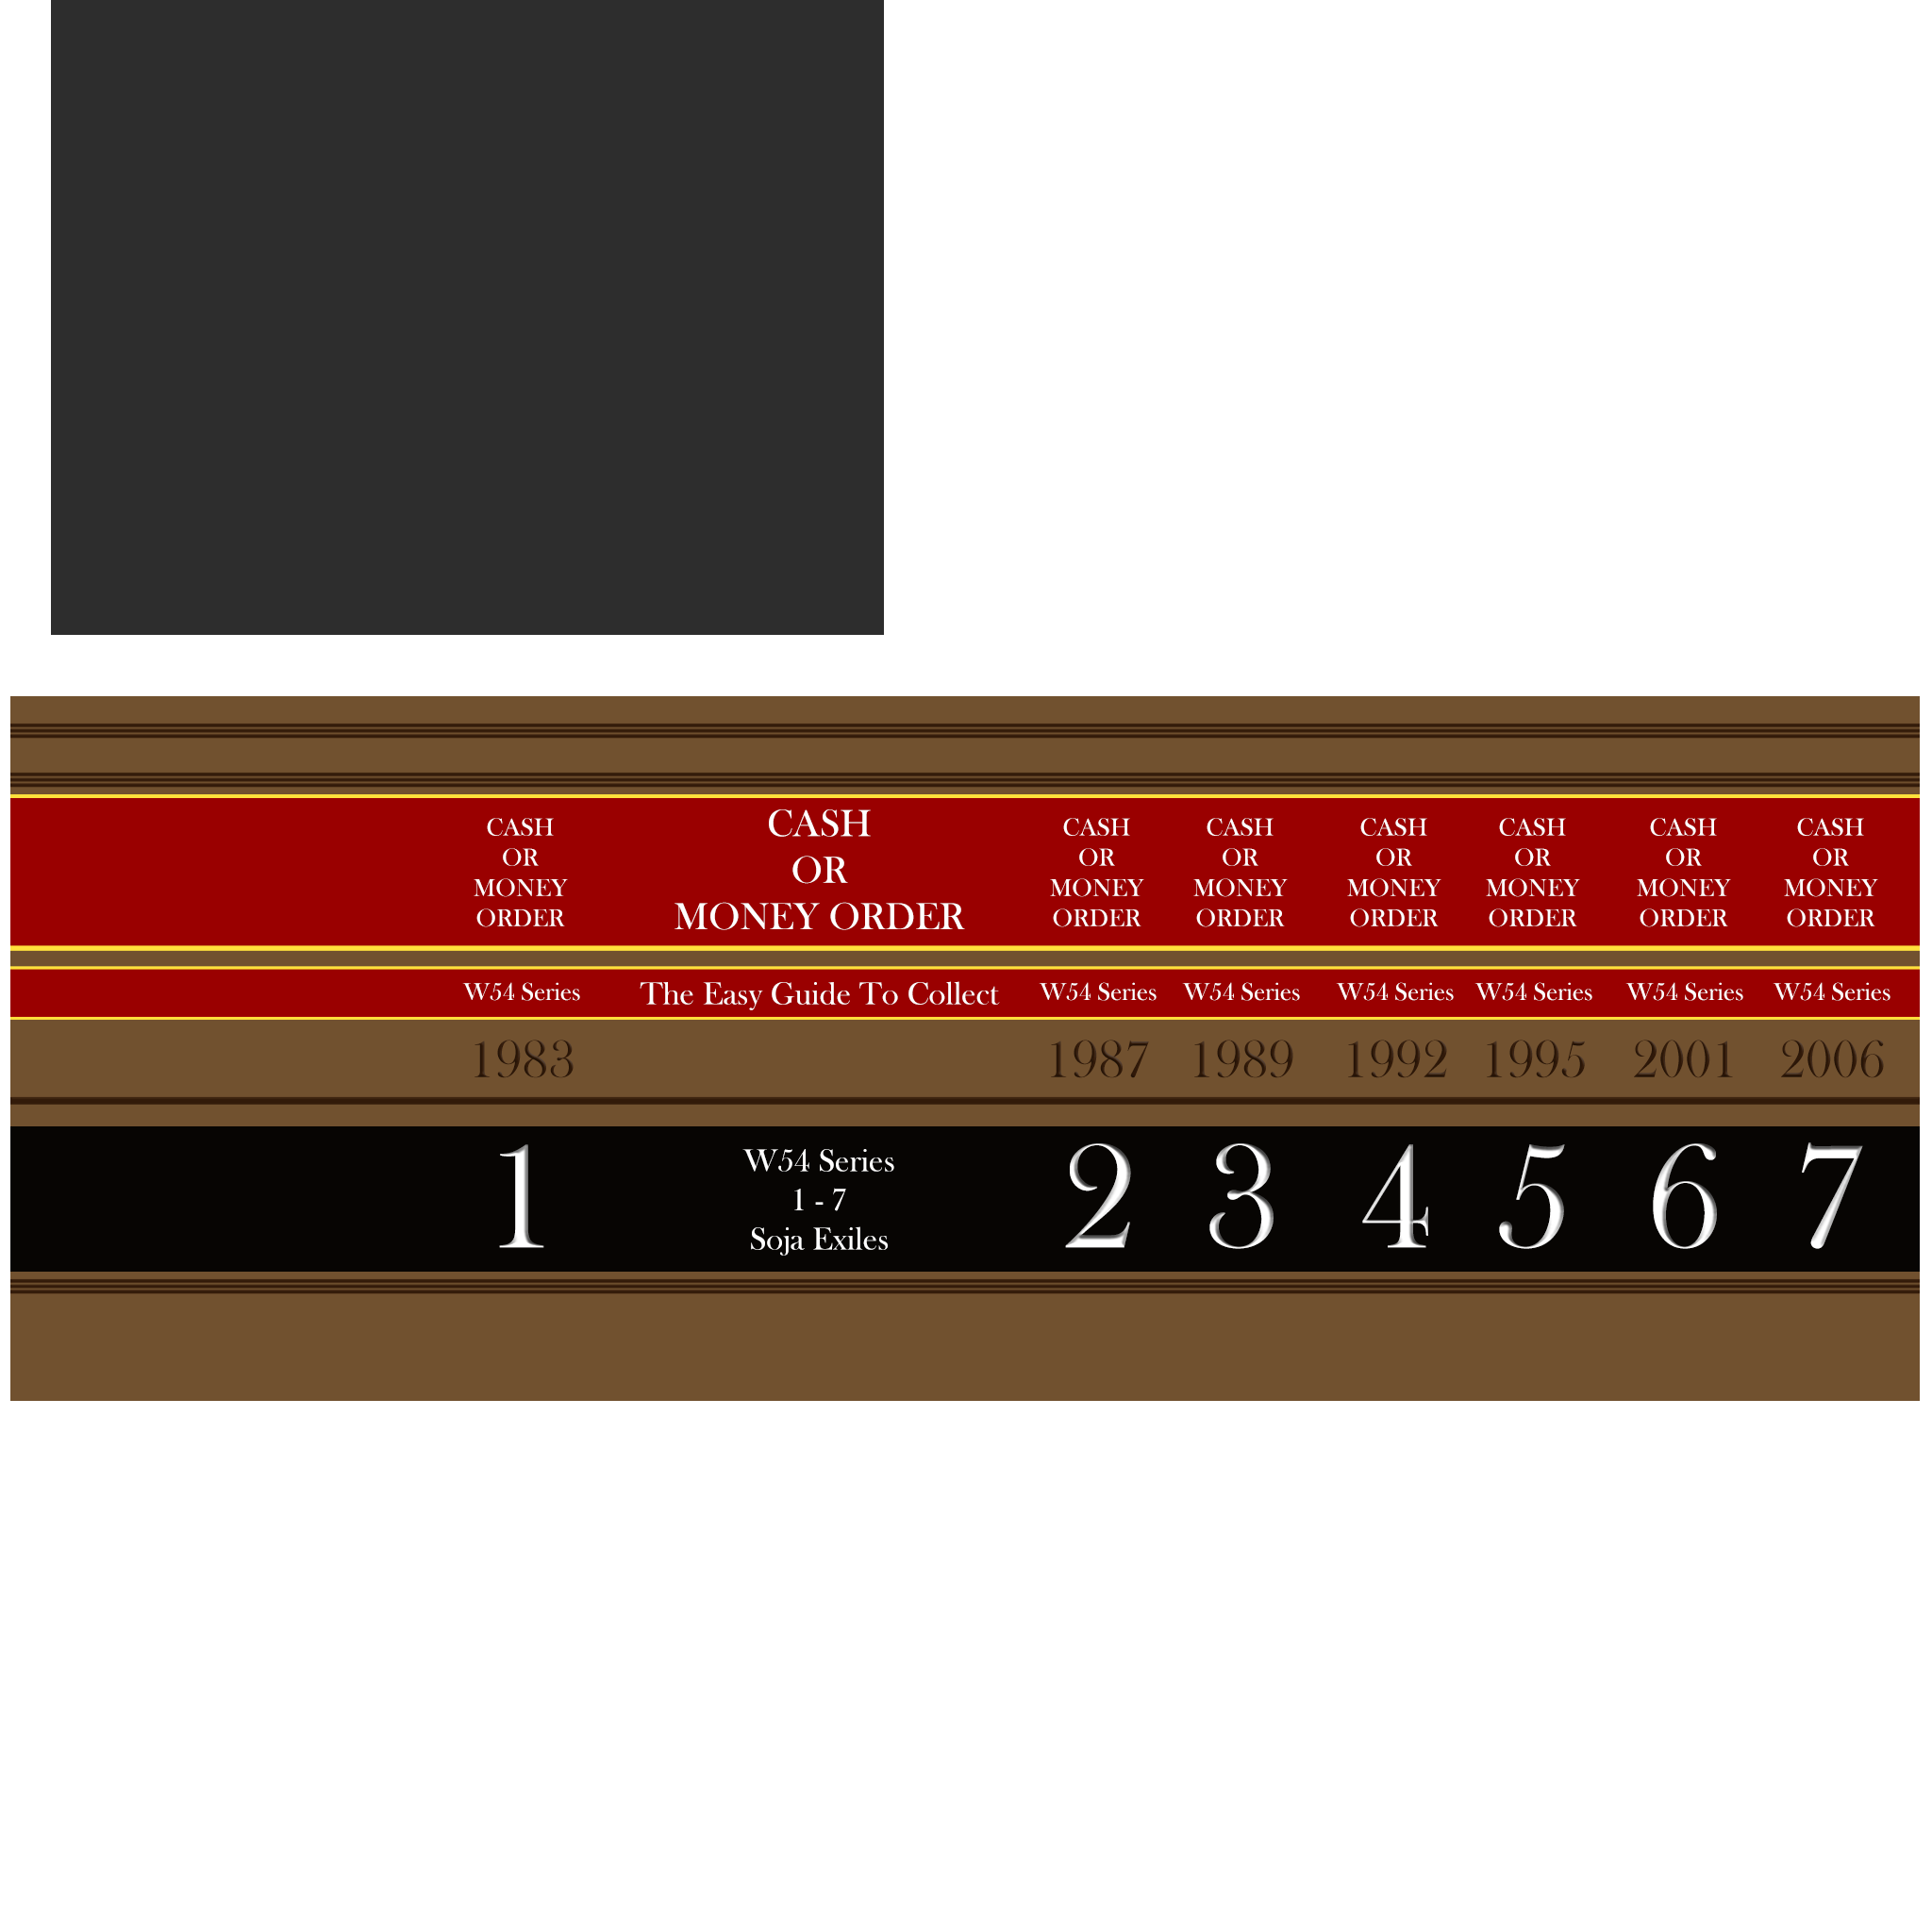 CASH
OR
MONEY
ORDER
W54 Series
1983
1
CASH
OR
MONEY ORDER
The Easy Guide To Collect
W54 Series
1 - 7
Soja Exiles
CASH
OR
MONEY
ORDER
W54 Series
1987
2
CASH
OR
MONEY
ORDER
W54 Series
1989
3
CASH
OR
MONEY
ORDER
W54 Series
1992
4
CASH
OR
MONEY
ORDER
W54 Series
1995
5
CASH
OR
MONEY
ORDER
W54 Series
2001
6
CASH
OR
MONEY
ORDER
W54 Series
2006
7